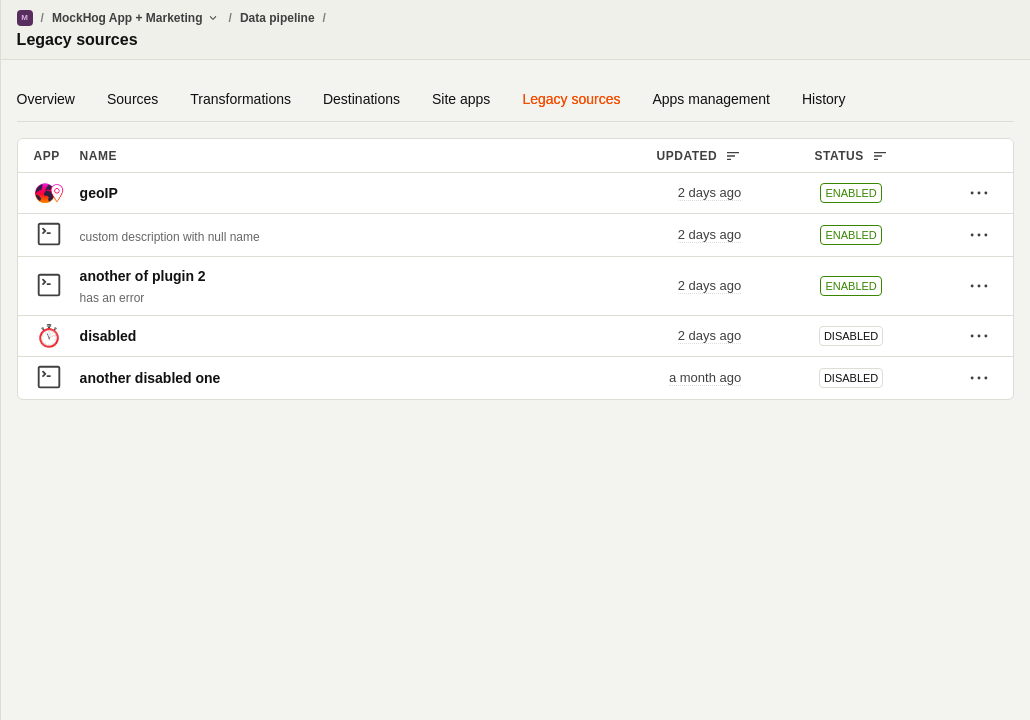 M / MockHog App + Marketing / Data pipeline /
Legacy sources
Overview Sources Transformations Destinations Site apps Legacy sources Apps management History
APP NAME UPDATED STATUS
geoIP 2 days ago ENABLED
custom description with null name 2 days ago ENABLED
another of plugin 2
has an error 2 days ago ENABLED
disabled 2 days ago DISABLED
another disabled one a month ago DISABLED